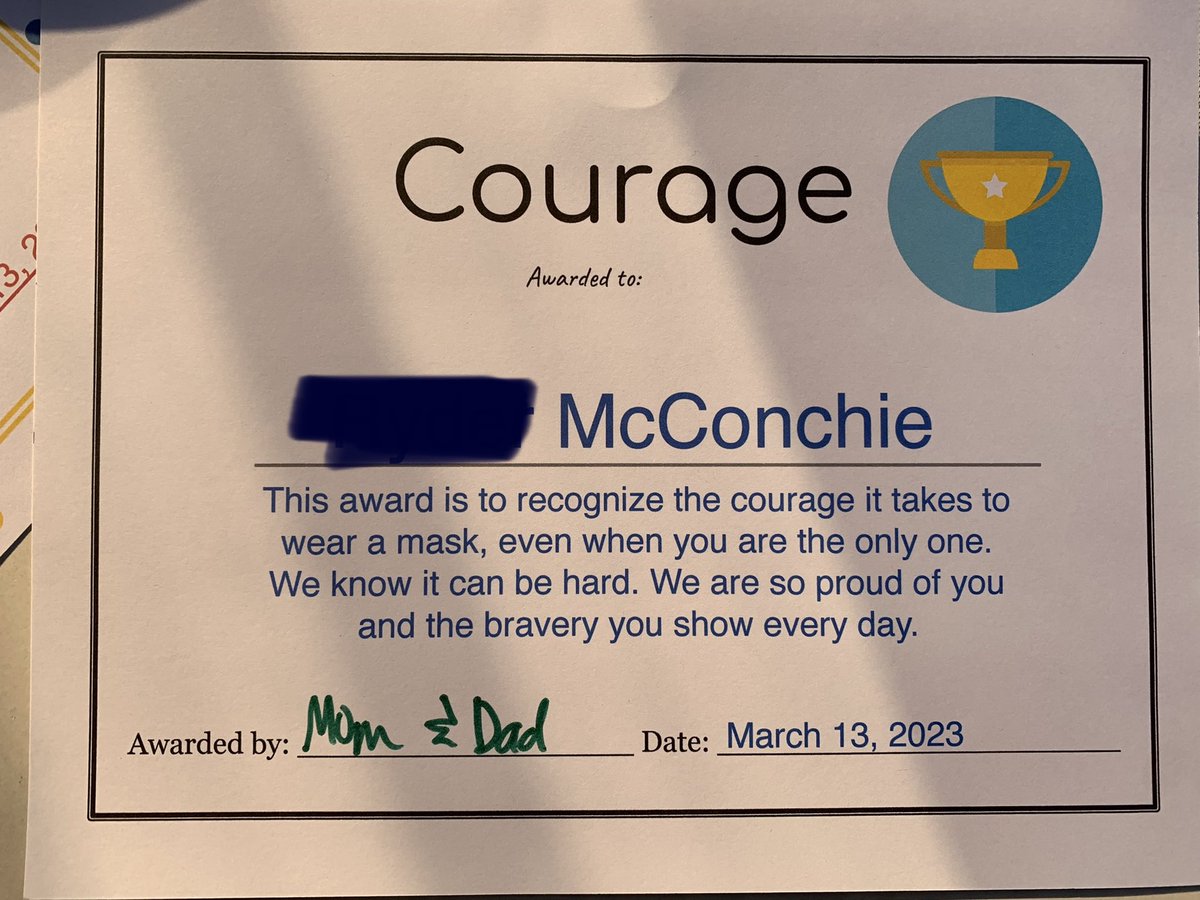 Courage
Awarded to:
McConchie
This award is to recognize the courage it takes to
wear a mask, even when you are the only one.
We know it can be hard. We are so proud of you
and the bravery you show every day.
Awarded by: Mom & Dad Date: March 13, 2023